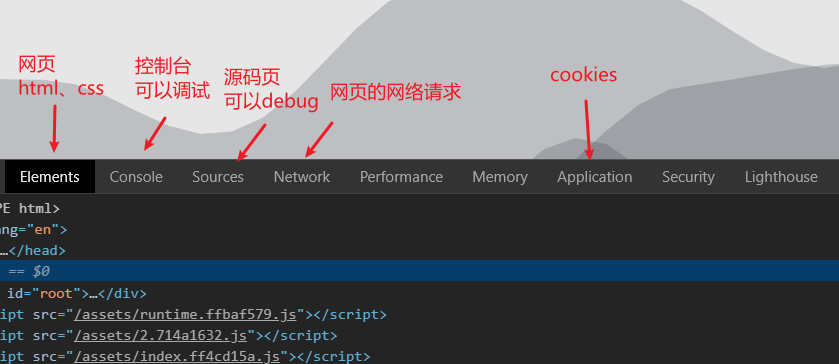 网页
html、css
控制台
可以调试
源码页
可以debug
网页的网络请求
cookies
Elements Console Sources Network Performance Memory Application Security Lighthouse
PE html>
ang="en">
…</head>
== $0
id="root">…</div>
ipt src="/assets/runtime.ffbaf579.js"></script>
ipt src="/assets/2.714a1632.js"></script>
ipt src="/assets/index.ff4cd15a.js"></script>